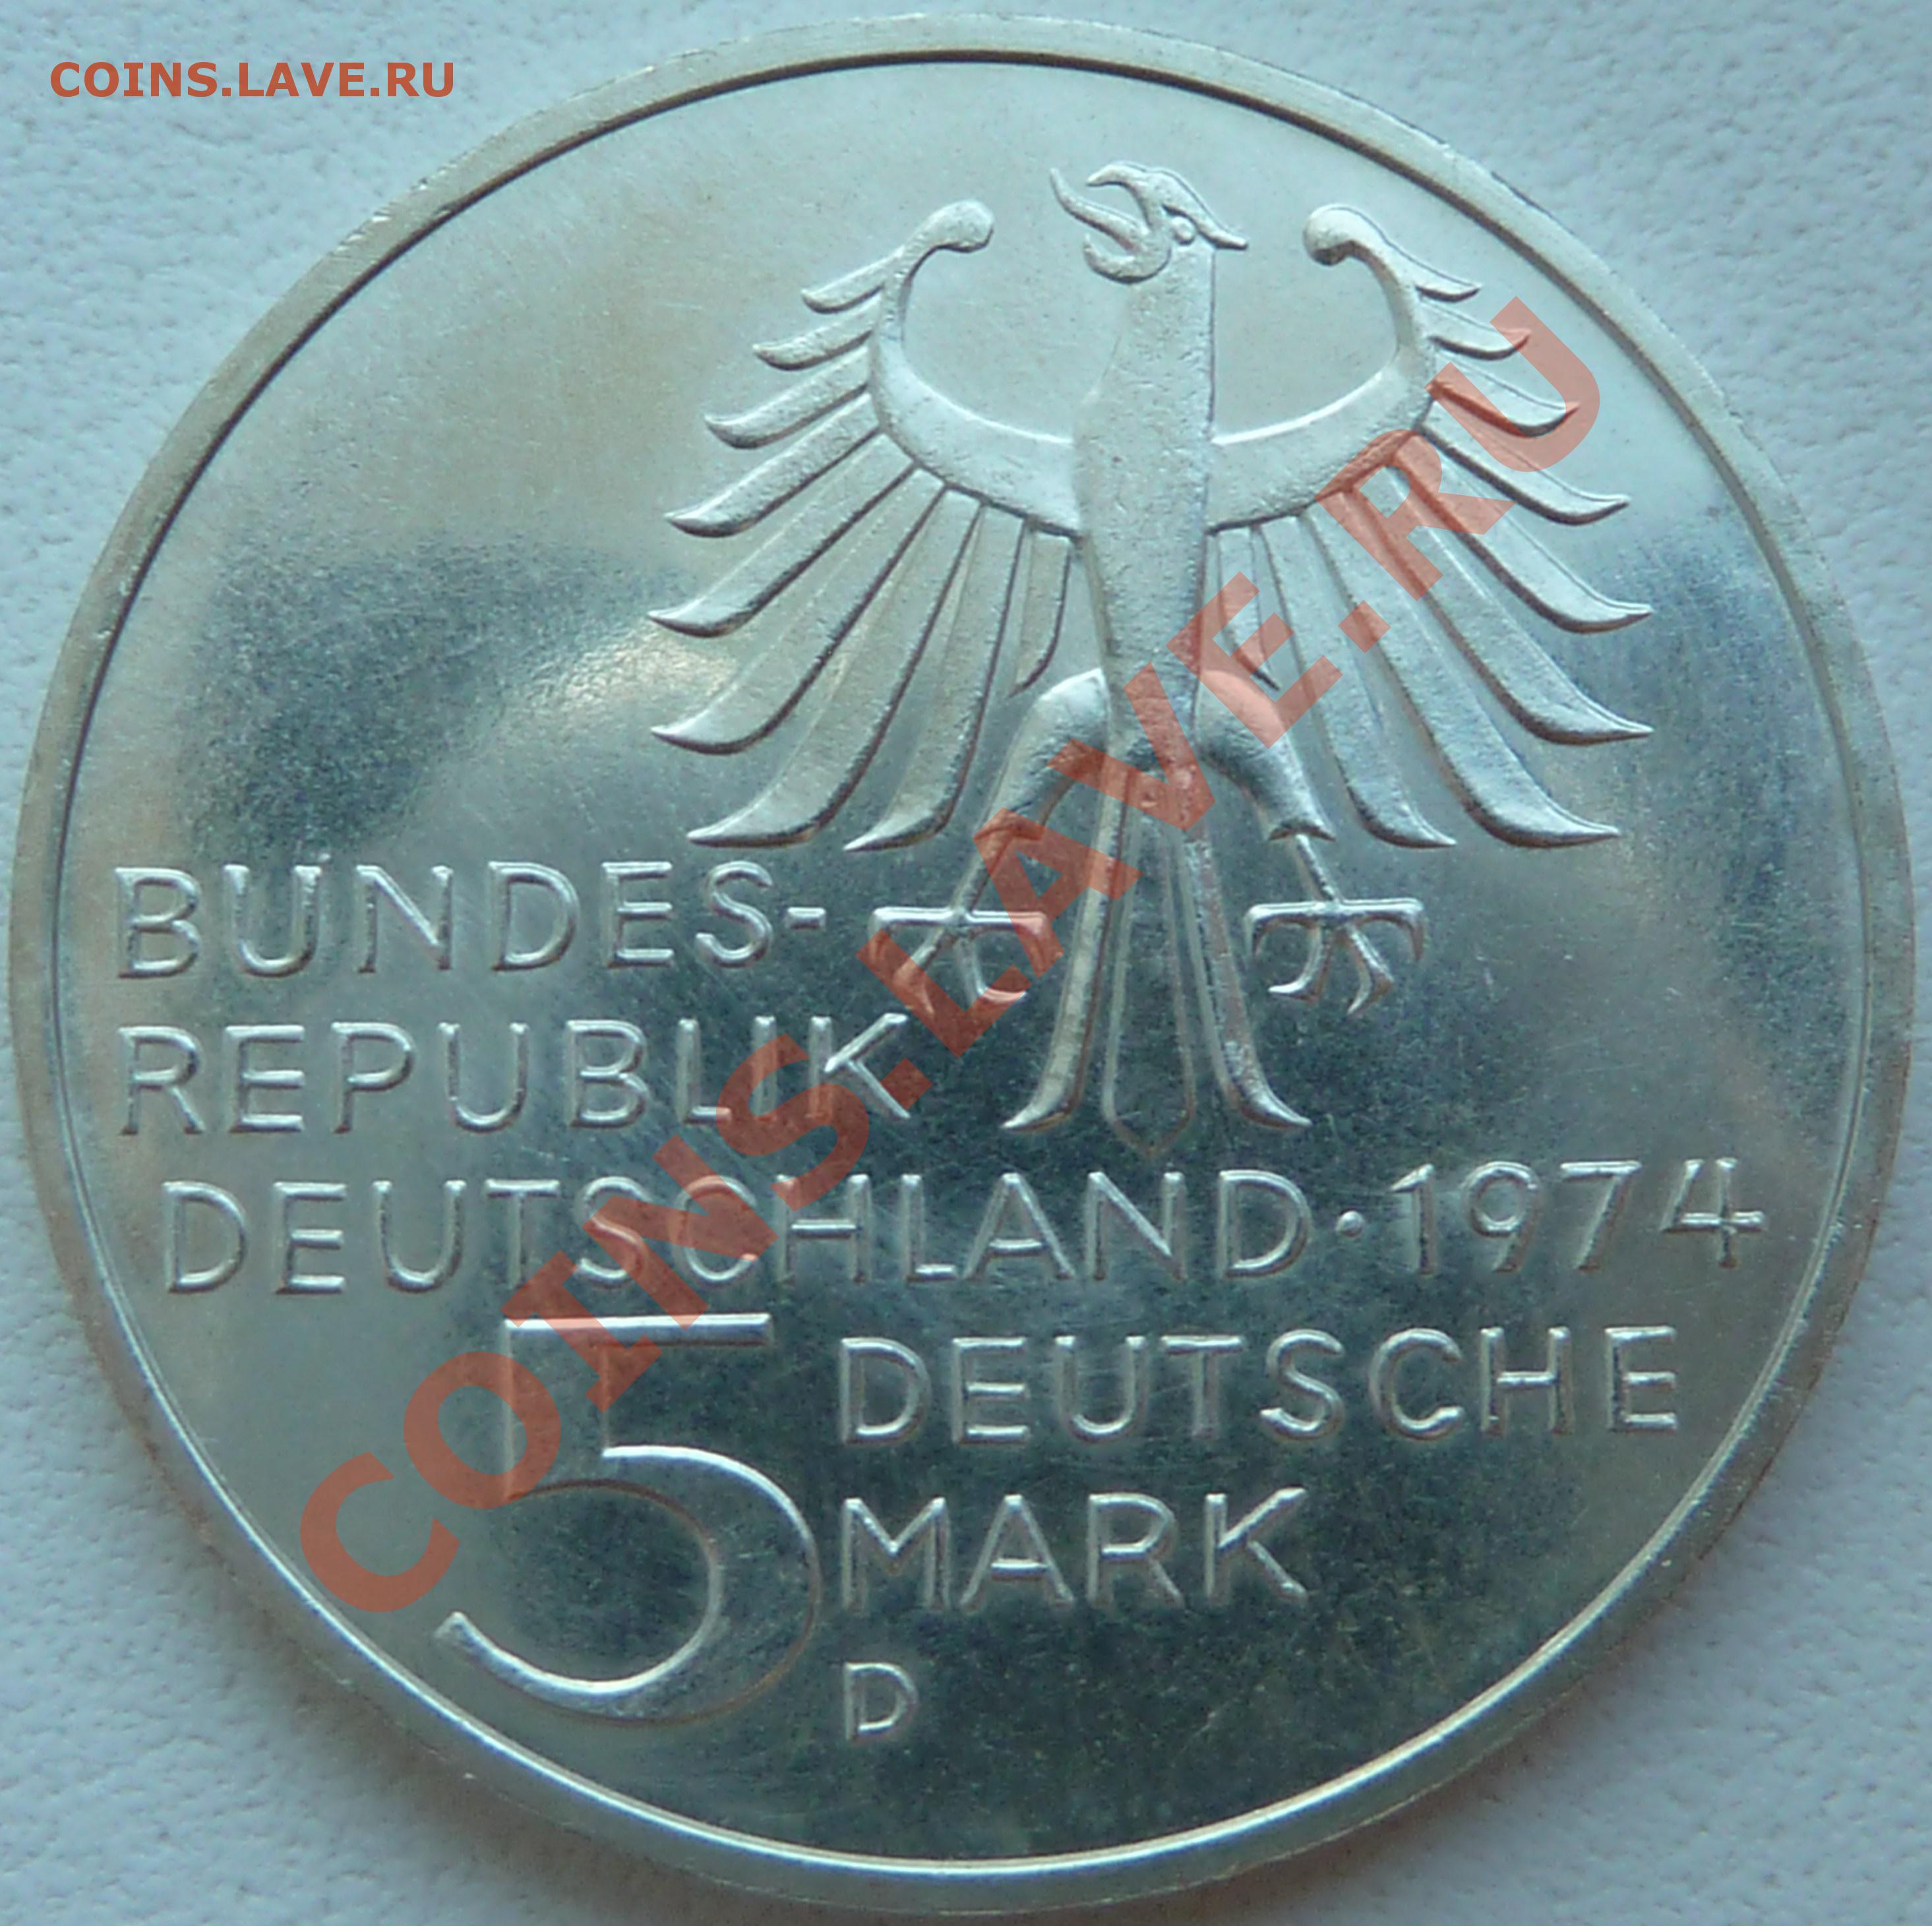 COINS.LAVE.RU
BUNDES-
REPUBLIK
DEUTSCHLAND·1974
5 DEUTSCHE
MARK
D
COINS.LAVE.RU